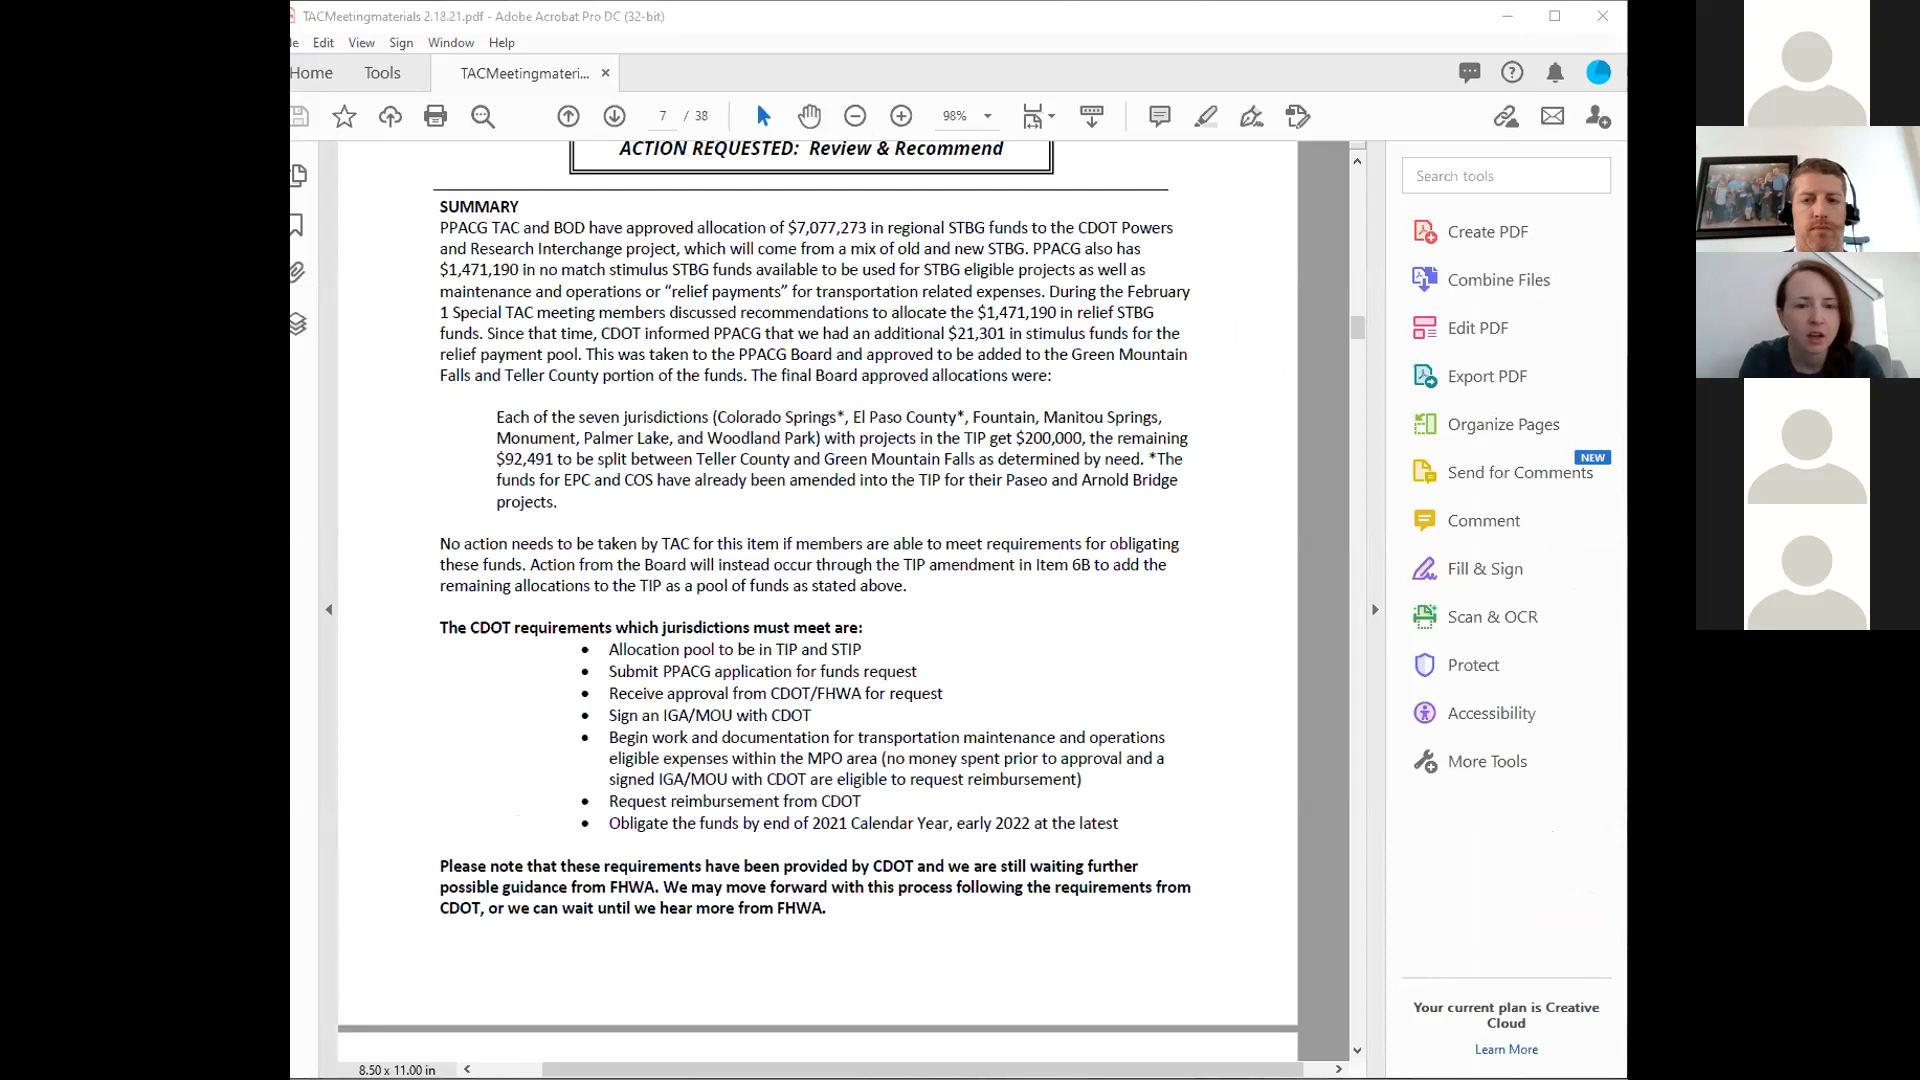 TACMeetingmaterials 2.18.21.pdf - Adobe Acrobat Pro DC (32-bit)
Edit View Sign Window Help
Home Tools TACMeetingmateri...
7 / 38 98%
ACTION REQUESTED: Review & Recommend
SUMMARY
PPACG TAC and BOD have approved allocation of $7,077,273 in regional STBG funds to the CDOT Powers
and Research Interchange project, which will come from a mix of old and new STBG. PPACG also has
$1,471,190 in no match stimulus STBG funds available to be used for STBG eligible projects as well as
maintenance and operations or “relief payments” for transportation related expenses. During the February
1 Special TAC meeting members discussed recommendations to allocate the $1,471,190 in relief STBG
funds. Since that time, CDOT informed PPACG that we had an additional $21,301 in stimulus funds for the
relief payment pool. This was taken to the PPACG Board and approved to be added to the Green Mountain
Falls and Teller County portion of the funds. The final Board approved allocations were:
Each of the seven jurisdictions (Colorado Springs*, El Paso County*, Fountain, Manitou Springs,
Monument, Palmer Lake, and Woodland Park) with projects in the TIP get $200,000, the remaining
$92,491 to be split between Teller County and Green Mountain Falls as determined by need. *The
funds for EPC and COS have already been amended into the TIP for their Paseo and Arnold Bridge
projects.
No action needs to be taken by TAC for this item if members are able to meet requirements for obligating
these funds. Action from the Board will instead occur through the TIP amendment in Item 6B to add the
remaining allocations to the TIP as a pool of funds as stated above.
The CDOT requirements which jurisdictions must meet are:
• Allocation pool to be in TIP and STIP
• Submit PPACG application for funds request
• Receive approval from CDOT/FHWA for request
• Sign an IGA/MOU with CDOT
• Begin work and documentation for transportation maintenance and operations
eligible expenses within the MPO area (no money spent prior to approval and a
signed IGA/MOU with CDOT are eligible to request reimbursement)
• Request reimbursement from CDOT
• Obligate the funds by end of 2021 Calendar Year, early 2022 at the latest
Please note that these requirements have been provided by CDOT and we are still waiting further
possible guidance from FHWA. We may move forward with this process following the requirements from
CDOT, or we can wait until we hear more from FHWA.
8.50 x 11.00 in
Search tools
Create PDF
Combine Files
Edit PDF
Export PDF
Organize Pages
NEW
Send for Comments
Comment
Fill & Sign
Scan & OCR
Protect
Accessibility
More Tools
Your current plan is Creative
Cloud
Learn More